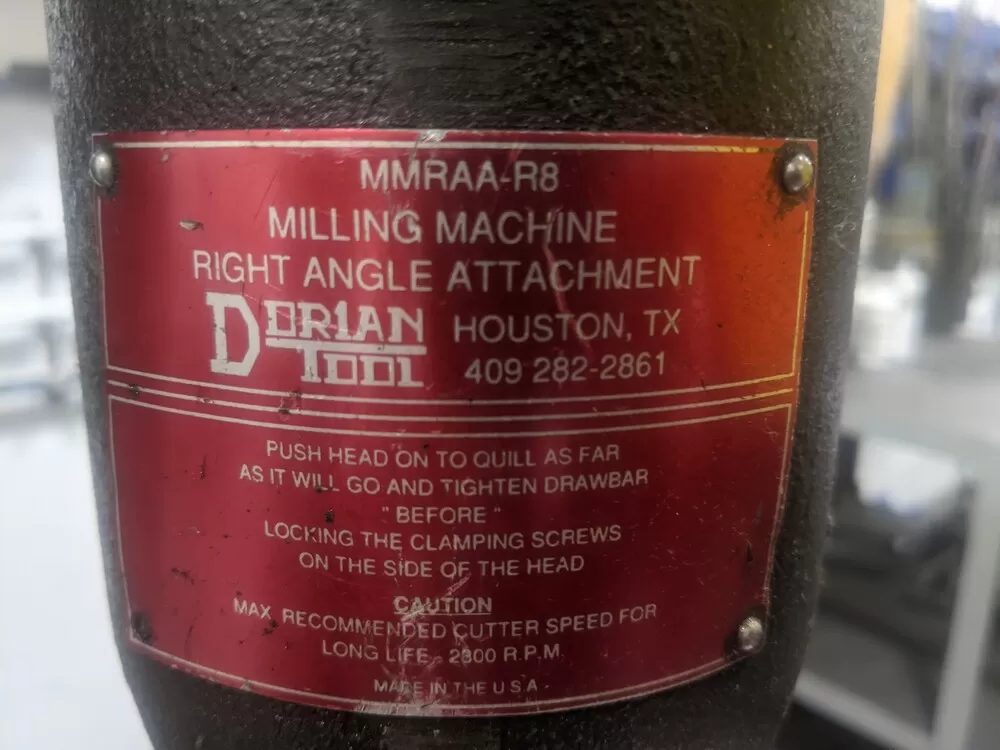 MMRAA-R8
MILLING MACHINE
RIGHT ANGLE ATTACHMENT
DORIAN TOOL HOUSTON, TX
409 282-2861
PUSH HEAD ON TO QUILL AS FAR
AS IT WILL GO AND TIGHTEN DRAWBAR
" BEFORE "
LOCKING THE CLAMPING SCREWS
ON THE SIDE OF THE HEAD
CAUTION
MAX. RECOMMENDED CUTTER SPEED FOR
LONG LIFE - 2300 R.P.M.
MADE IN THE U S A -